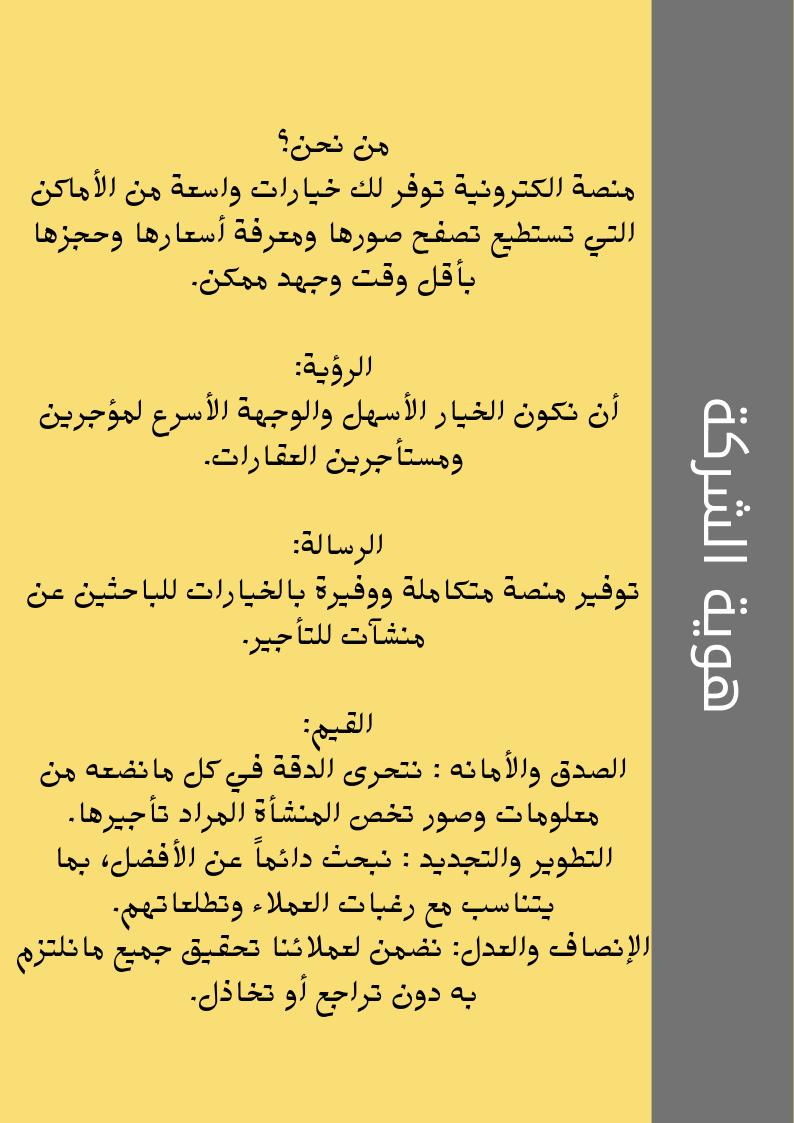 هوية الشركة
من نحن؟
منصة الكترونية توفر لك خيارات واسعة من الأماكن
التي تستطيع تصفح صورها ومعرفة أسعارها وحجزها
بأقل وقت وجهد ممكن.
الرؤية:
أن نكون الخيار الأسهل والوجهة الأسرع لمؤجرين
ومستأجرين العقارات.
الرسالة:
توفير منصة متكاملة ووفيرة بالخيارات للباحثين عن
منشآت للتأجير.
القيم:
الصدق والأمانه : نتحرى الدقة في كل مانضعه من
معلومات وصور تخص المنشأة المراد تأجيرها.
التطوير والتجديد : نبحث دائماً عن الأفضل، بما
يتناسب مع رغبات العملاء وتطلعاتهم.
الإنصاف والعدل: نضمن لعملائنا تحقيق جميع مانلتزم
به دون تراجع أو تخاذل.